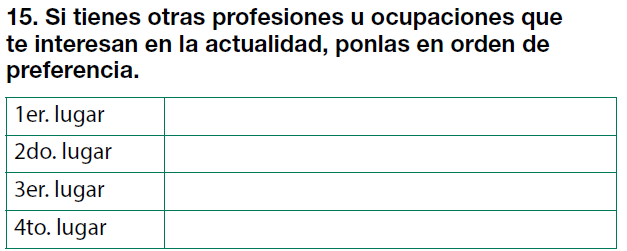 15. Si tienes otras profesiones u ocupaciones que
te interesan en la actualidad, ponlas en orden de
preferencia.
1er. lugar
2do. lugar
3er. lugar
4to. lugar